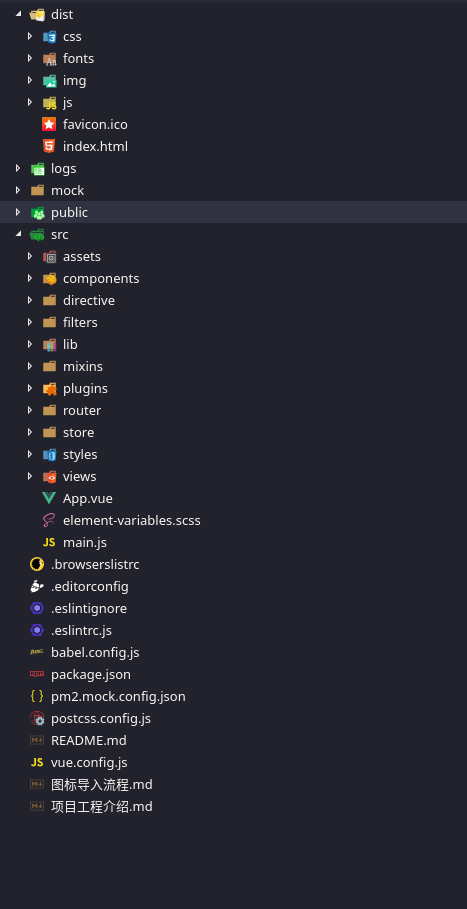 dist
css
fonts
img
js
favicon.ico
index.html
logs
mock
public
src
assets
components
directive
filters
lib
mixins
plugins
router
store
styles
views
App.vue
element-variables.scss
main.js
.browserslistrc
.editorconfig
.eslintignore
.eslintrc.js
babel.config.js
package.json
pm2.mock.config.json
postcss.config.js
README.md
vue.config.js
图标导入流程.md
项目工程介绍.md